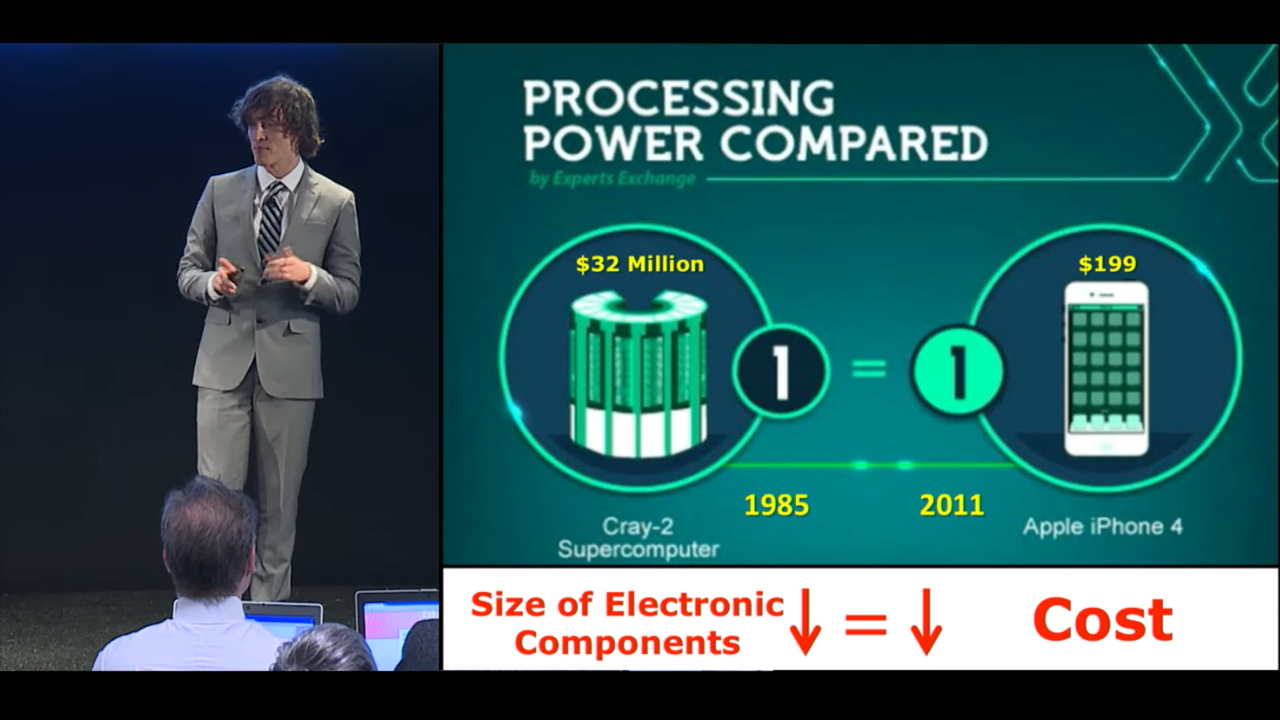 PROCESSING
POWER COMPARED
by Experts Exchange
$32 Million
$199
1 = 1
1985
2011
Cray-2
Supercomputer
Apple iPhone 4
Size of Electronic
Components
↓ = ↓
Cost